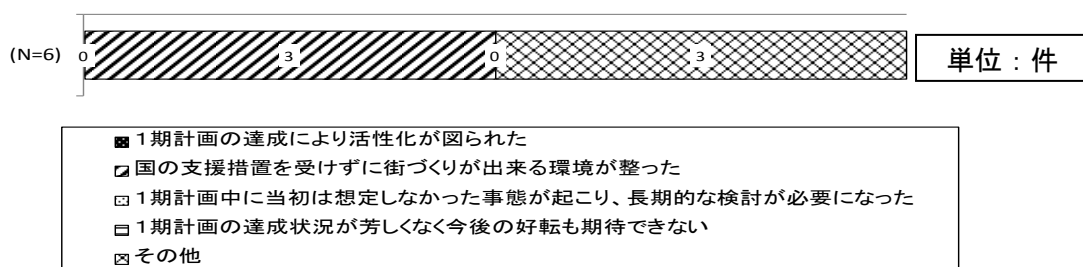 (N=6) 0 3 0 3 単位：件
１期計画の達成により活性化が図られた
国の支援措置を受けずに街づくりが出来る環境が整った
１期計画中に当初は想定しなかった事態が起こり、長期的な検討が必要になった
１期計画の達成状況が芳しくなく今後の好転も期待できない
その他